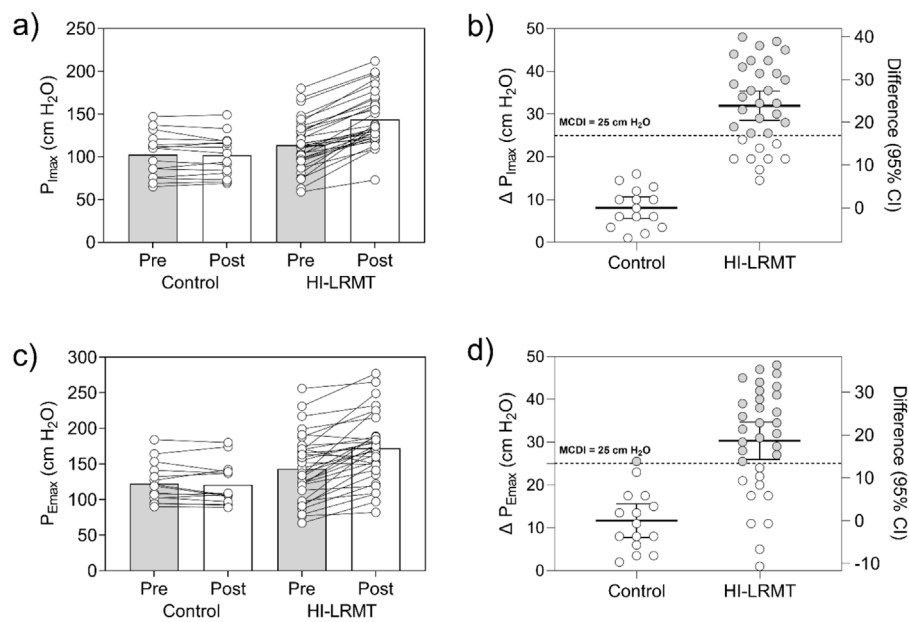 a)
250
200
150
100
50
0
P_Imax (cm H₂O)
Pre Post Pre Post
Control HI-LRMT
b)
50
40
30
20
10
0
Δ P_Imax (cm H₂O)
MCDI = 25 cm H₂O
40
30
20
10
0
Difference (95% CI)
Control HI-LRMT
c)
300
250
200
150
100
50
0
P_Emax (cm H₂O)
Pre Post Pre Post
Control HI-LRMT
d)
50
40
30
20
10
0
Δ P_Emax (cm H₂O)
MCDI = 25 cm H₂O
30
20
10
0
-10
Difference (95% CI)
Control HI-LRMT